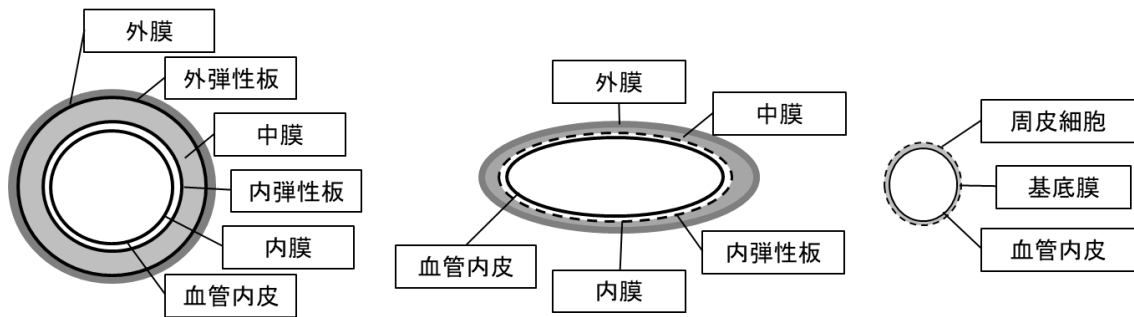 外膜
外弾性板
中膜
内弾性板
内膜
血管内皮
外膜
中膜
血管内皮
内膜
内弾性板
周皮細胞
基底膜
血管内皮